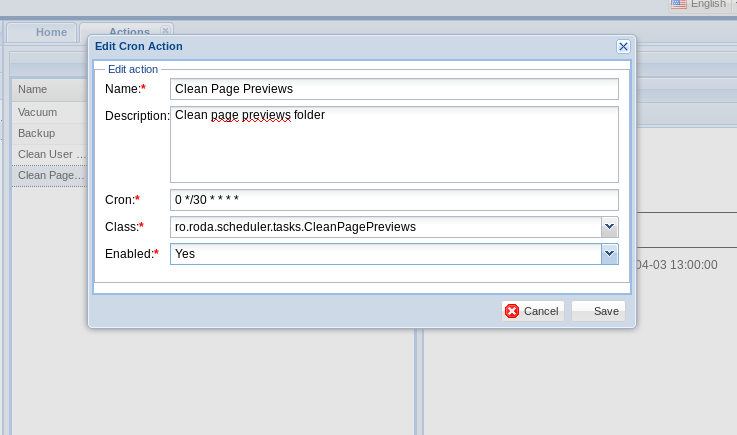 English
Home
Actions
Edit Cron Action
Edit action
Name
Name:*
Clean Page Previews
Vacuum
Description:
Clean page previews folder
Backup
Clean User ...
Clean Page...
Cron:*
0 */30 * * * *
Class:*
ro.roda.scheduler.tasks.CleanPagePreviews
Enabled:*
Yes
04-03 13:00:00
Cancel
Save